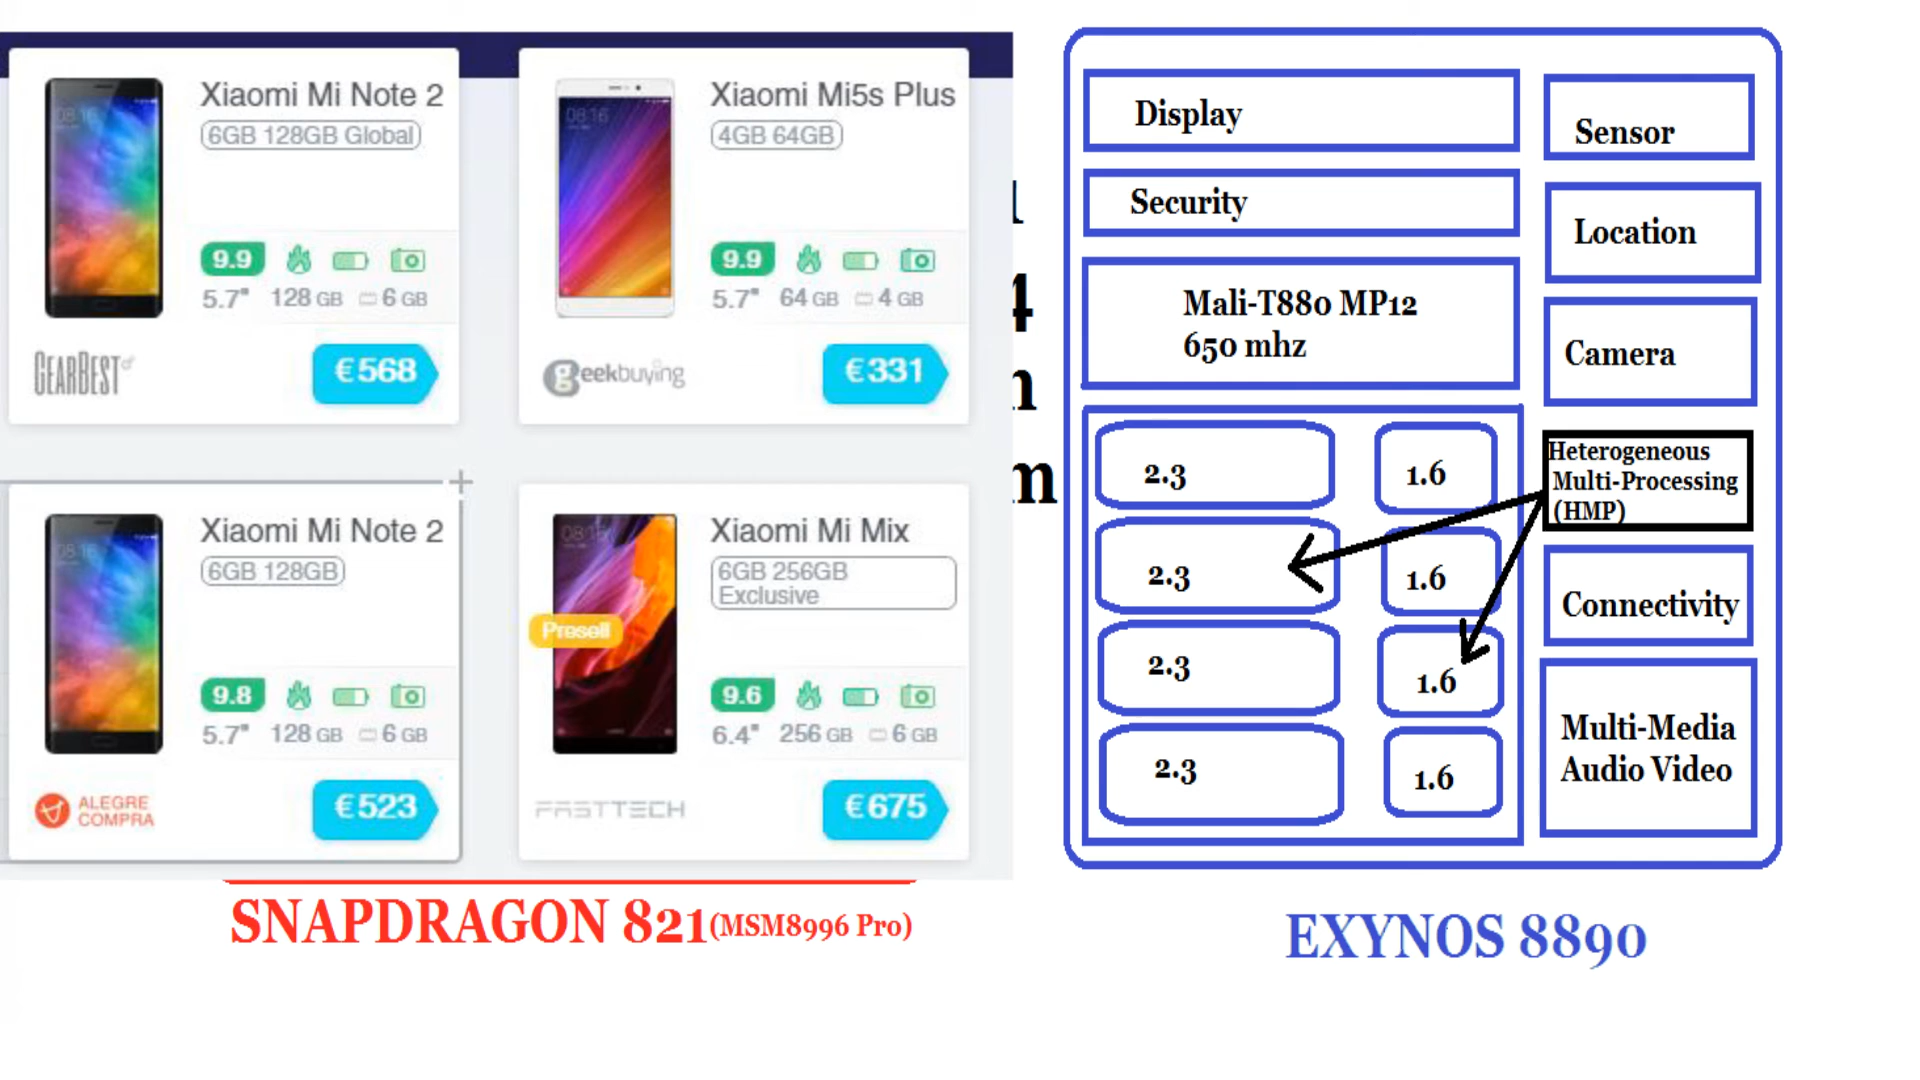 Xiaomi Mi Note 2
6GB 128GB Global
9.9
5.7" 128 GB 6 GB
GEARBEST
€568
Xiaomi Mi5s Plus
4GB 64GB
9.9
5.7" 64 GB 4 GB
geekbuying
€331
Xiaomi Mi Note 2
6GB 128GB
9.8
5.7" 128 GB 6 GB
ALEGRE
COMPRA
€523
Xiaomi Mi Mix
6GB 256GB
Exclusive
Presell
9.6
6.4" 256 GB 6 GB
FASTTECH
€675
4
m
SNAPDRAGON 821(MSM8996 Pro)
Display
Security
Mali-T880 MP12
650 mhz
2.3
1.6
2.3
1.6
2.3
1.6
2.3
1.6
Sensor
Location
Camera
Heterogeneous
Multi-Processing
(HMP)
Connectivity
Multi-Media
Audio Video
EXYNOS 8890